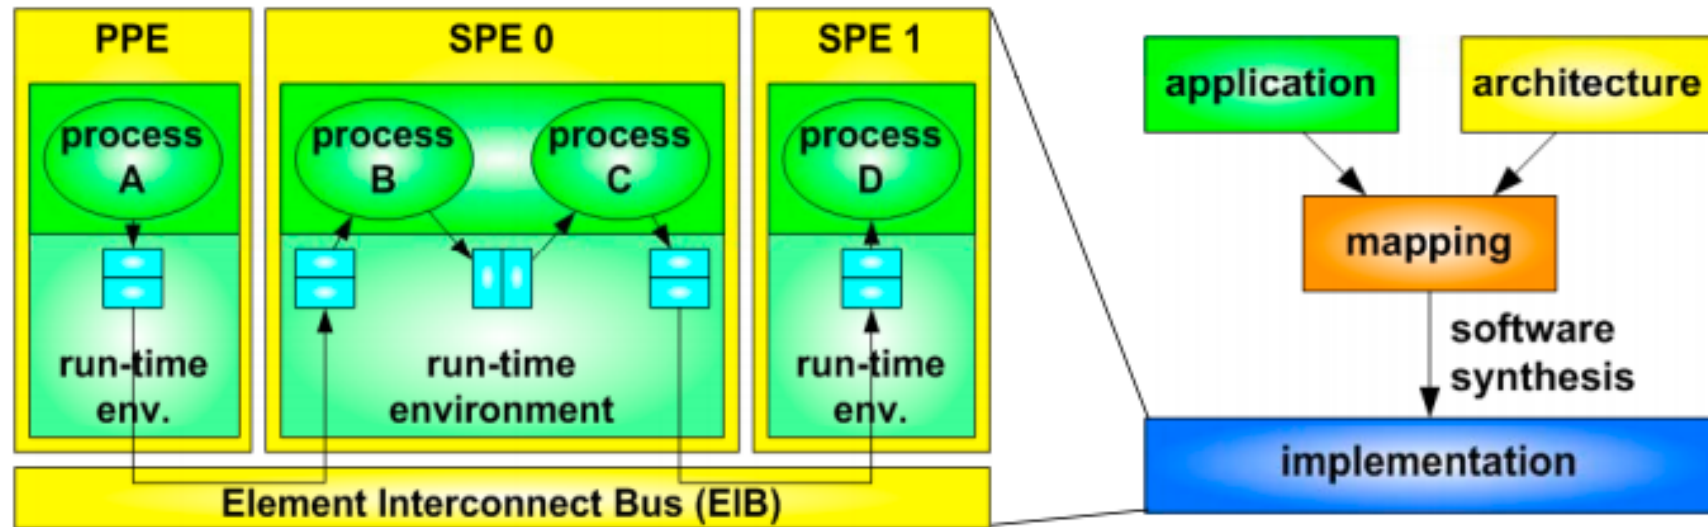 PPE
SPE 0
SPE 1
process
A
process
B
process
C
process
D
run-time
env.
run-time
environment
run-time
env.
Element Interconnect Bus (EIB)
application
architecture
mapping
software
synthesis
implementation